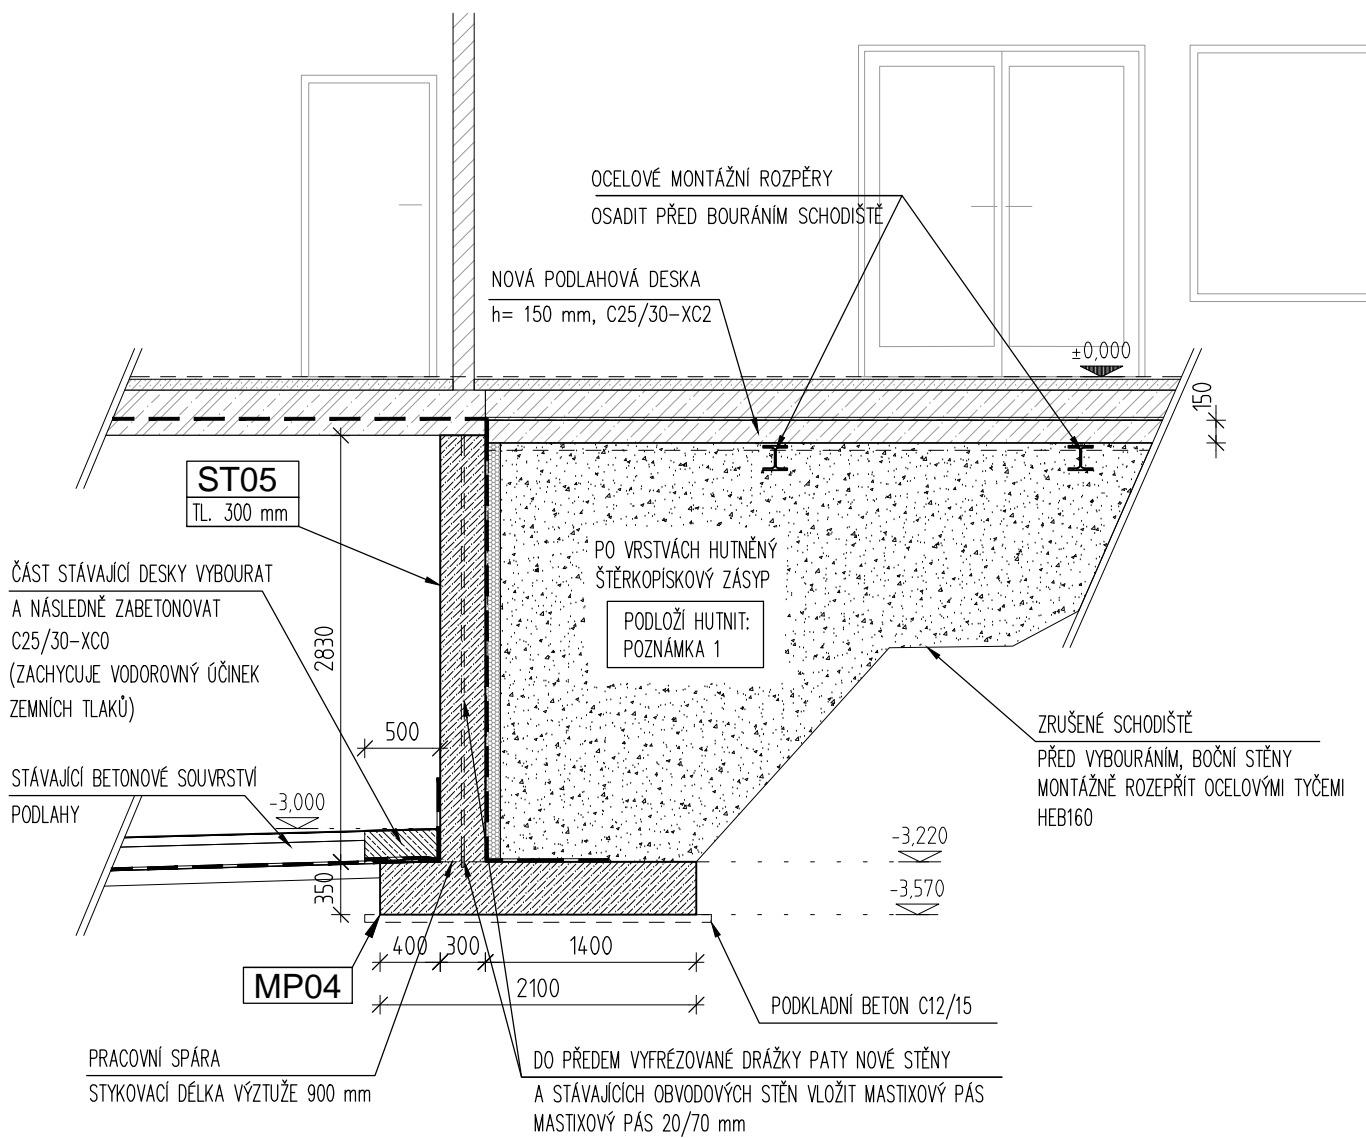 OCELOVÉ MONTÁŽNÍ ROZPĚRY
OSADIT PŘED BOURÁNÍM SCHODIŠTĚ
NOVÁ PODLAHOVÁ DESKA
h= 150 mm, C25/30-XC2
±0,000
150
ST05
TL. 300 mm
PO VRSTVÁCH HUTNĚNÝ
ŠTĚRKOPÍSKOVÝ ZÁSYP
PODLOŽÍ HUTNIT:
POZNÁMKA 1
ČÁST STÁVAJÍCÍ DESKY VYBOURAT
A NÁSLEDNĚ ZABETONOVAT
C25/30-XC0
(ZACHYCUJE VODOROVNÝ ÚČINEK
ZEMNÍCH TLAKŮ)
2830
500
STÁVAJÍCÍ BETONOVÉ SOUVRSTVÍ
PODLAHY
-3,000
ZRUŠENÉ SCHODIŠTĚ
PŘED VYBOURÁNÍM, BOČNÍ STĚNY
MONTÁŽNĚ ROZEPŘÍT OCELOVÝMI TYČEMI
HEB160
-3,220
350
-3,570
400
300
1400
MP04
2100
PODKLADNÍ BETON C12/15
PRACOVNÍ SPÁRA
STYKOVACÍ DÉLKA VÝZTUŽE 900 mm
DO PŘEDEM VYFRÉZOVANÉ DRÁŽKY PATY NOVÉ STĚNY
A STÁVAJÍCÍCH OBVODOVÝCH STĚN VLOŽIT MASTIXOVÝ PÁS
MASTIXOVÝ PÁS 20/70 mm